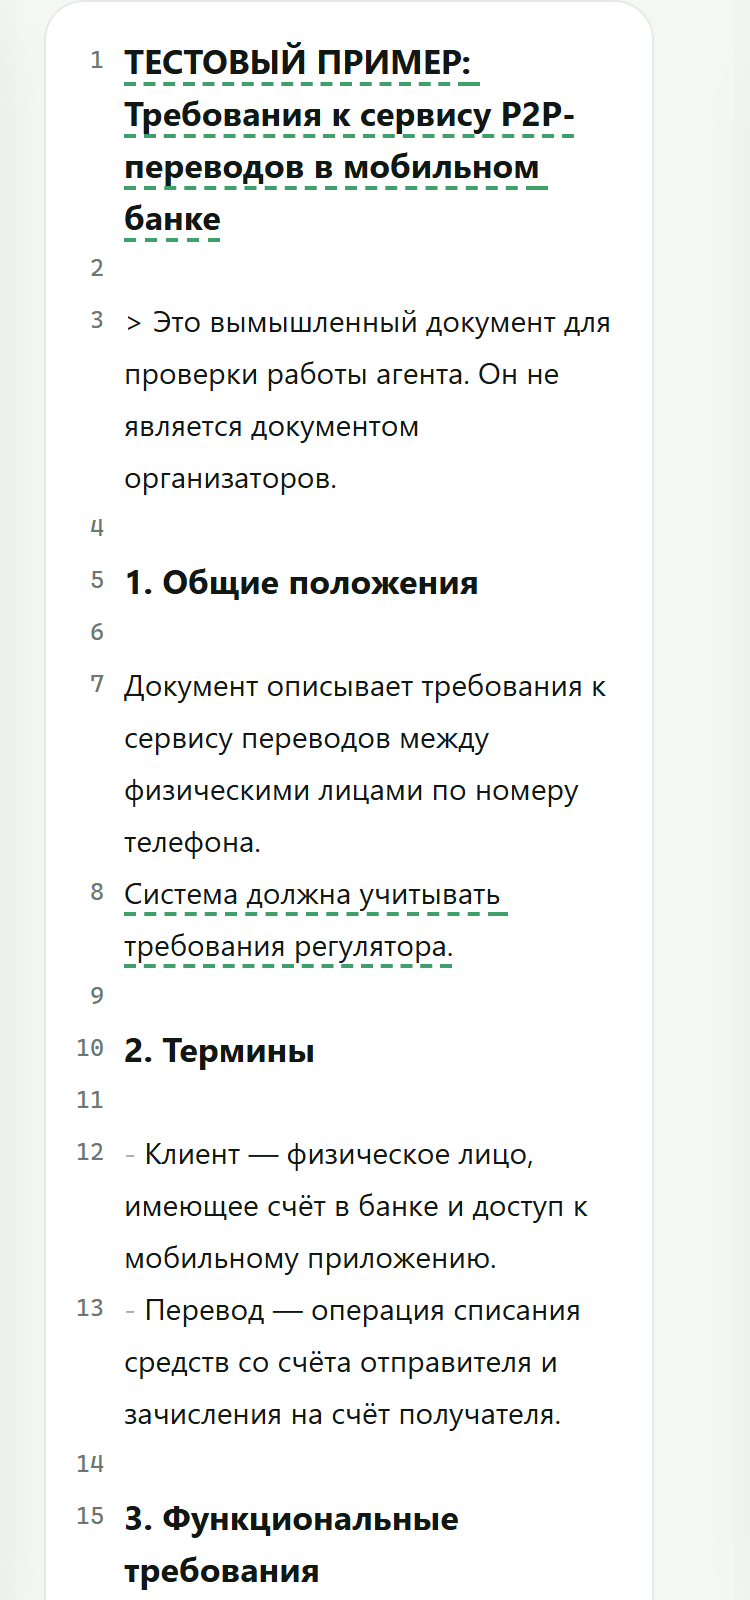 1 ТЕСТОВЫЙ ПРИМЕР:
Требования к сервису P2P-
переводов в мобильном
банке
2
3 > Это вымышленный документ для
проверки работы агента. Он не
является документом
организаторов.
4
5 1. Общие положения
6
7 Документ описывает требования к
сервису переводов между
физическими лицами по номеру
телефона.
8 Система должна учитывать
требования регулятора.
9
10 2. Термины
11
12 - Клиент — физическое лицо,
имеющее счёт в банке и доступ к
мобильному приложению.
13 - Перевод — операция списания
средств со счёта отправителя и
зачисления на счёт получателя.
14
15 3. Функциональные
требования